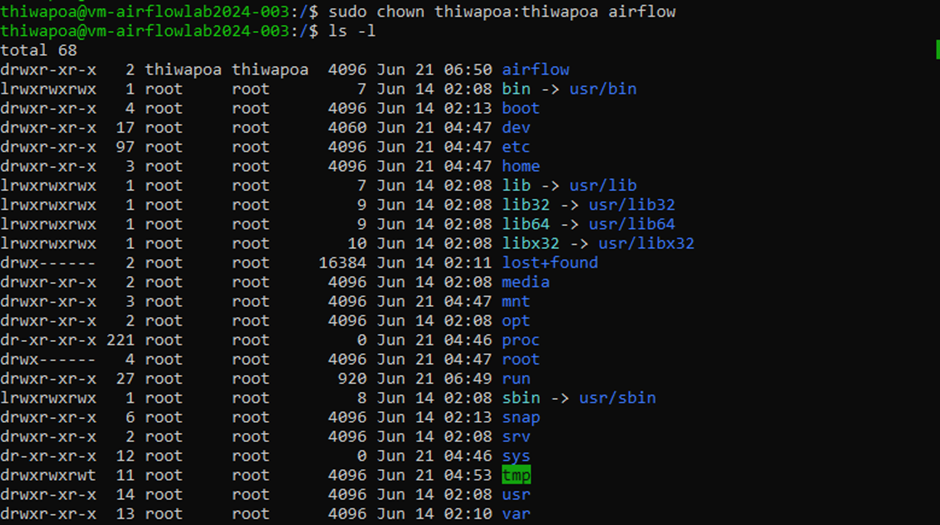 thiwapoa@vm-airflowlab2024-003:/$ sudo chown thiwapoa:thiwapoa airflow
thiwapoa@vm-airflowlab2024-003:/$ ls -l
total 68
drwxr-xr-x   2 thiwapoa thiwapoa  4096 Jun 21 06:50 airflow
lrwxrwxrwx   1 root     root         7 Jun 14 02:08 bin -> usr/bin
drwxr-xr-x   4 root     root      4096 Jun 14 02:13 boot
drwxr-xr-x  17 root     root      4060 Jun 21 04:47 dev
drwxr-xr-x  97 root     root      4096 Jun 21 04:47 etc
drwxr-xr-x   3 root     root      4096 Jun 21 04:47 home
lrwxrwxrwx   1 root     root         7 Jun 14 02:08 lib -> usr/lib
lrwxrwxrwx   1 root     root         9 Jun 14 02:08 lib32 -> usr/lib32
lrwxrwxrwx   1 root     root         9 Jun 14 02:08 lib64 -> usr/lib64
lrwxrwxrwx   1 root     root        10 Jun 14 02:08 libx32 -> usr/libx32
drwx------   2 root     root     16384 Jun 14 02:11 lost+found
drwxr-xr-x   2 root     root      4096 Jun 14 02:08 media
drwxr-xr-x   3 root     root      4096 Jun 21 04:47 mnt
drwxr-xr-x   2 root     root      4096 Jun 14 02:08 opt
dr-xr-xr-x 221 root     root         0 Jun 21 04:46 proc
drwx------   4 root     root      4096 Jun 21 04:47 root
drwxr-xr-x  27 root     root       920 Jun 21 06:49 run
lrwxrwxrwx   1 root     root         8 Jun 14 02:08 sbin -> usr/sbin
drwxr-xr-x   6 root     root      4096 Jun 14 02:13 snap
drwxr-xr-x   2 root     root      4096 Jun 14 02:08 srv
dr-xr-xr-x  12 root     root         0 Jun 21 04:46 sys
drwxrwxrwt  11 root     root      4096 Jun 21 04:53 tmp
drwxr-xr-x  14 root     root      4096 Jun 14 02:08 usr
drwxr-xr-x  13 root     root      4096 Jun 14 02:10 var